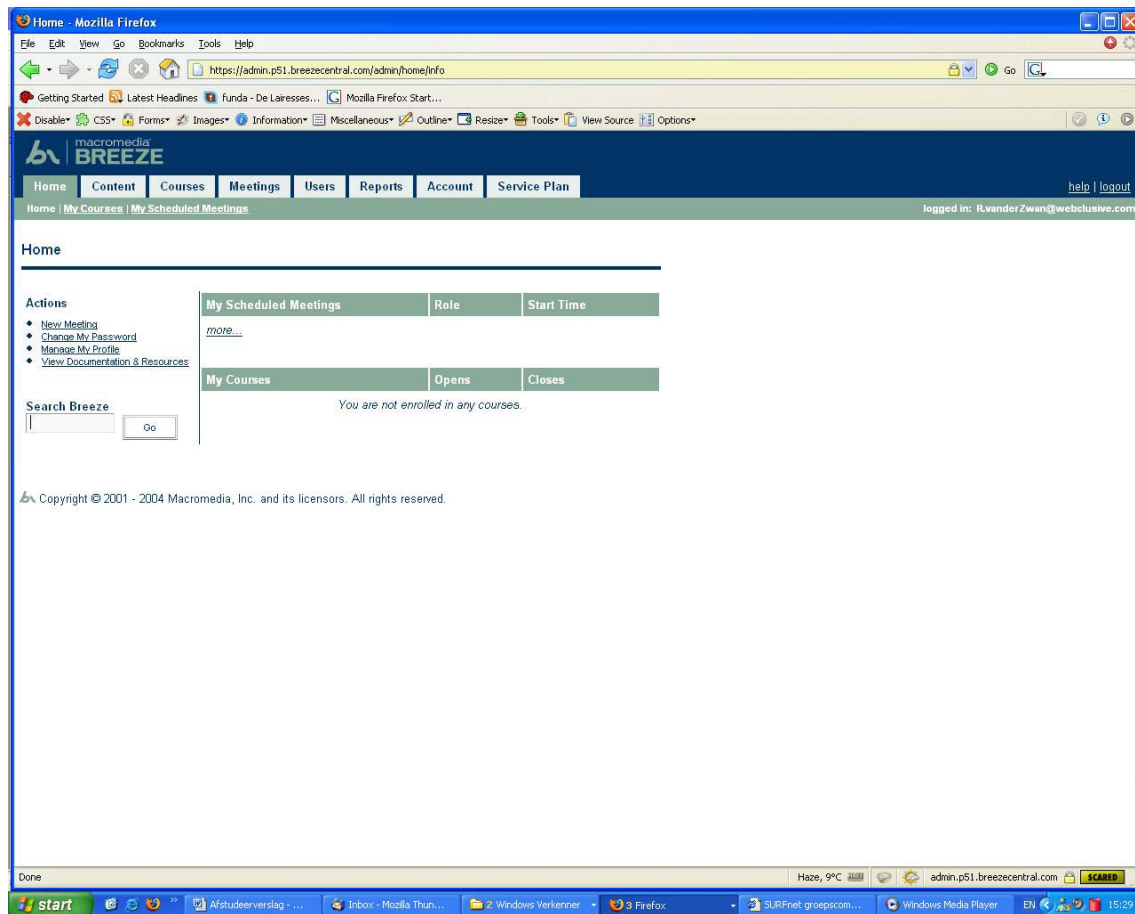 Home - Mozilla Firefox
File Edit View Go Bookmarks Tools Help
https://admin.p51.breezecentral.com/admin/home/info Go
Getting Started Latest Headlines funda - De Lairesses... Mozilla Firefox Start...
Disable CSS Forms Images Information Miscellaneous Outline Resize Tools View Source Options
macromedia
BREEZE
Home Content Courses Meetings Users Reports Account Service Plan help | logout
Home | My Courses | My Scheduled Meetings logged in: R.vanderZwan@webclusive.com
Home
Actions
New Meeting
Change My Password
Manage My Profile
View Documentation & Resources
Search Breeze
Go
My Scheduled Meetings Role Start Time
more...
My Courses Opens Closes
You are not enrolled in any courses.
Copyright © 2001 - 2004 Macromedia, Inc. and its licensors. All rights reserved.
Done Haze, 9°C admin.p51.breezecentral.com SCARED
start Afstudeerverslag - ... Inbox - Mozilla Thun... 2 Windows Verkenner 3 Firefox SURFnet groepscom... Windows Media Player EN 15:29